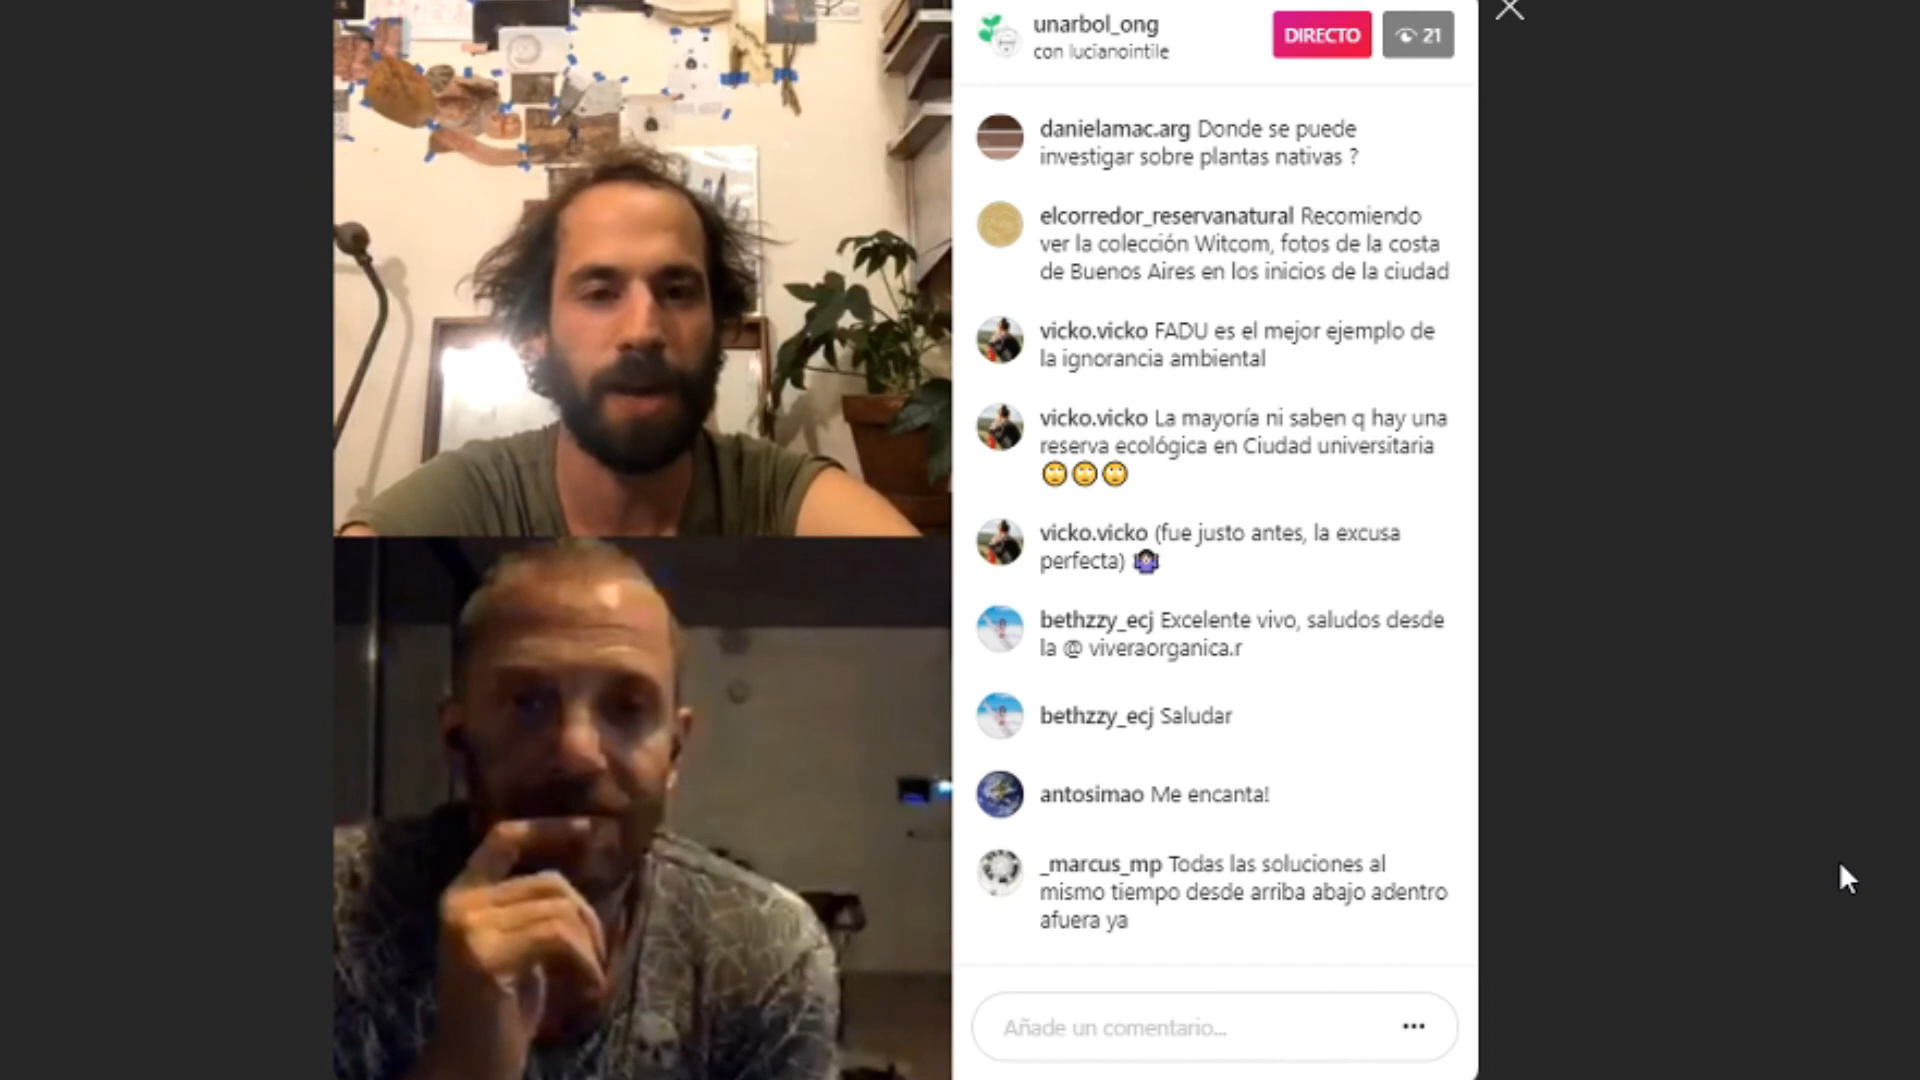 unarbol_ong
con lucianointile
DIRECTO
21
danielamac.arg Donde se puede
investigar sobre plantas nativas ?
elcorredor_reservanatural Recomiendo
ver la colección Witcom, fotos de la costa
de Buenos Aires en los inicios de la ciudad
vicko.vicko FADU es el mejor ejemplo de
la ignorancia ambiental
vicko.vicko La mayoría ni saben q hay una
reserva ecológica en Ciudad universitaria
🙄🙄🙄
vicko.vicko (fue justo antes, la excusa
perfecta) 🤷🏻‍♀️
bethzzy_ecj Excelente vivo, saludos desde
la @ viveraorganica.r
bethzzy_ecj Saludar
antosimao Me encanta!
_marcus_mp Todas las soluciones al
mismo tiempo desde arriba abajo adentro
afuera ya
Añade un comentario...